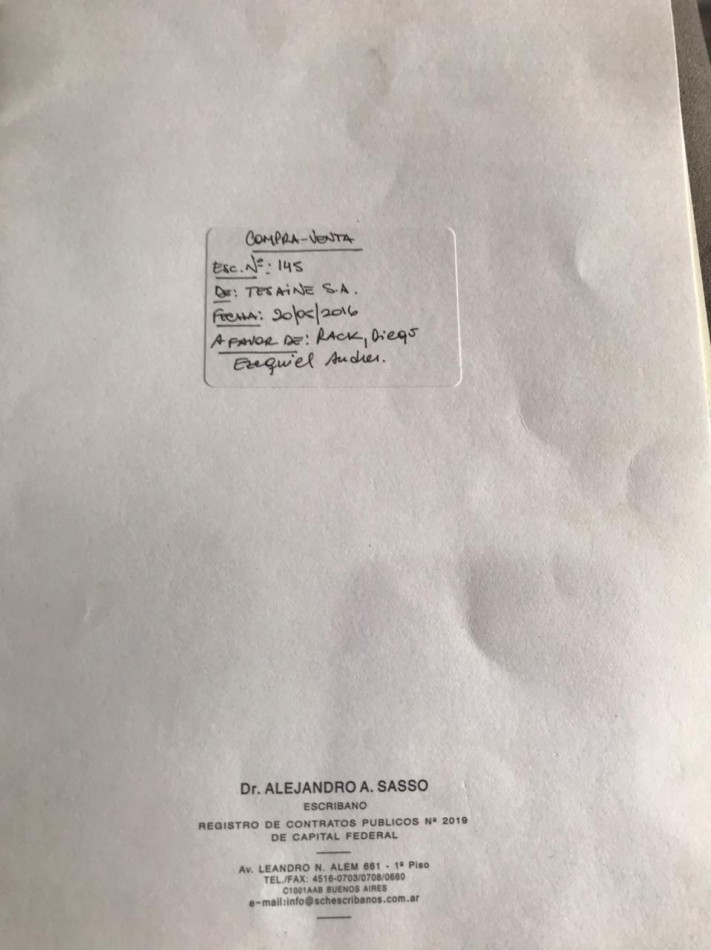 COMPRA-VENTA
Esc. Nº: 145
DE: TESAINE S.A.
FECHA: 20/05/2016
A FAVOR DE: RACK, Diego
Ezequiel Andres.
Dr. ALEJANDRO A. SASSO
ESCRIBANO
REGISTRO DE CONTRATOS PUBLICOS Nº 2019
DE CAPITAL FEDERAL
Av. LEANDRO N. ALEM 661 - 1º Piso
TEL./FAX: 4516-0703/0708/0660
C1001AAB BUENOS AIRES
e-mail:info@schescribanos.com.ar